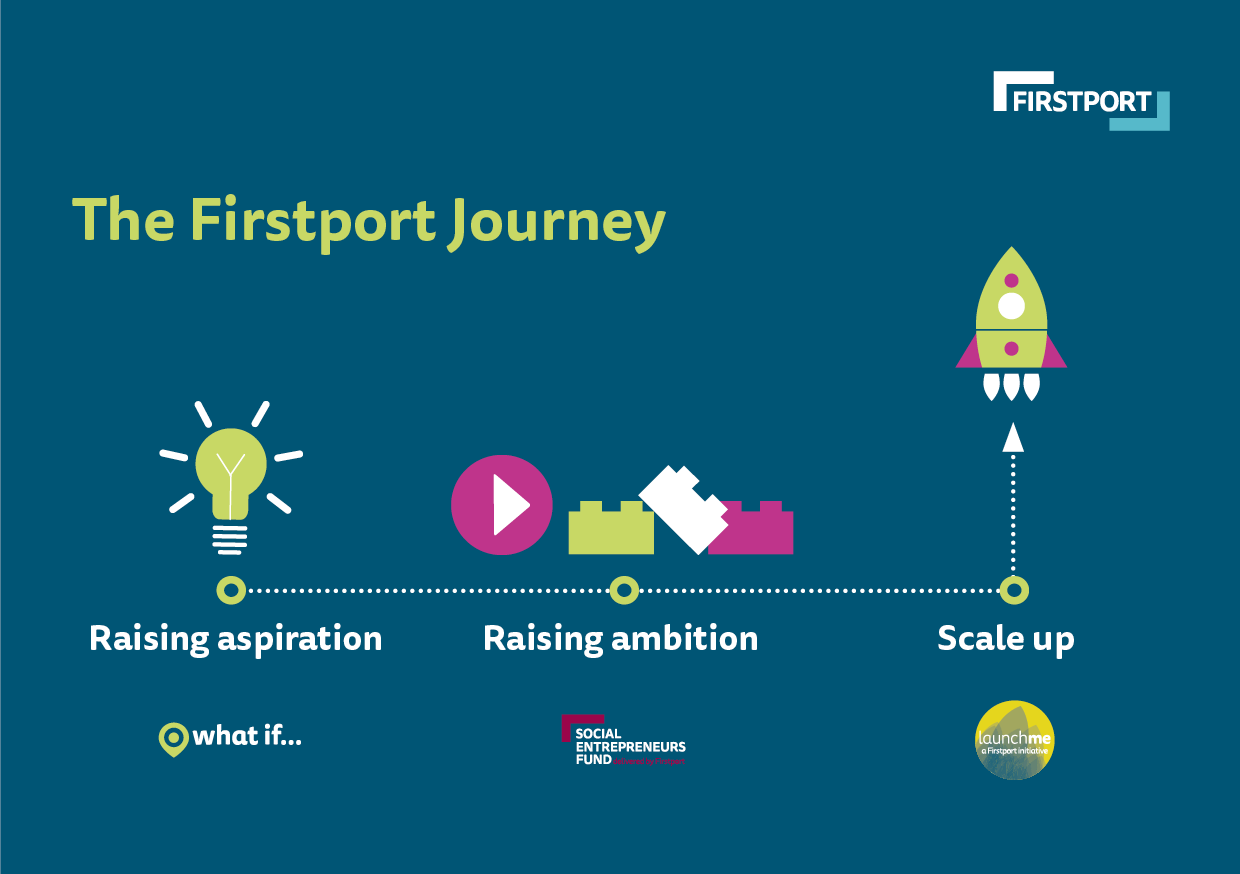 FIRSTPORT
The Firstport Journey
Raising aspiration
Raising ambition
Scale up
what if...
SOCIAL
ENTREPRENEURS
FUND
launchme
a Firstport initiative